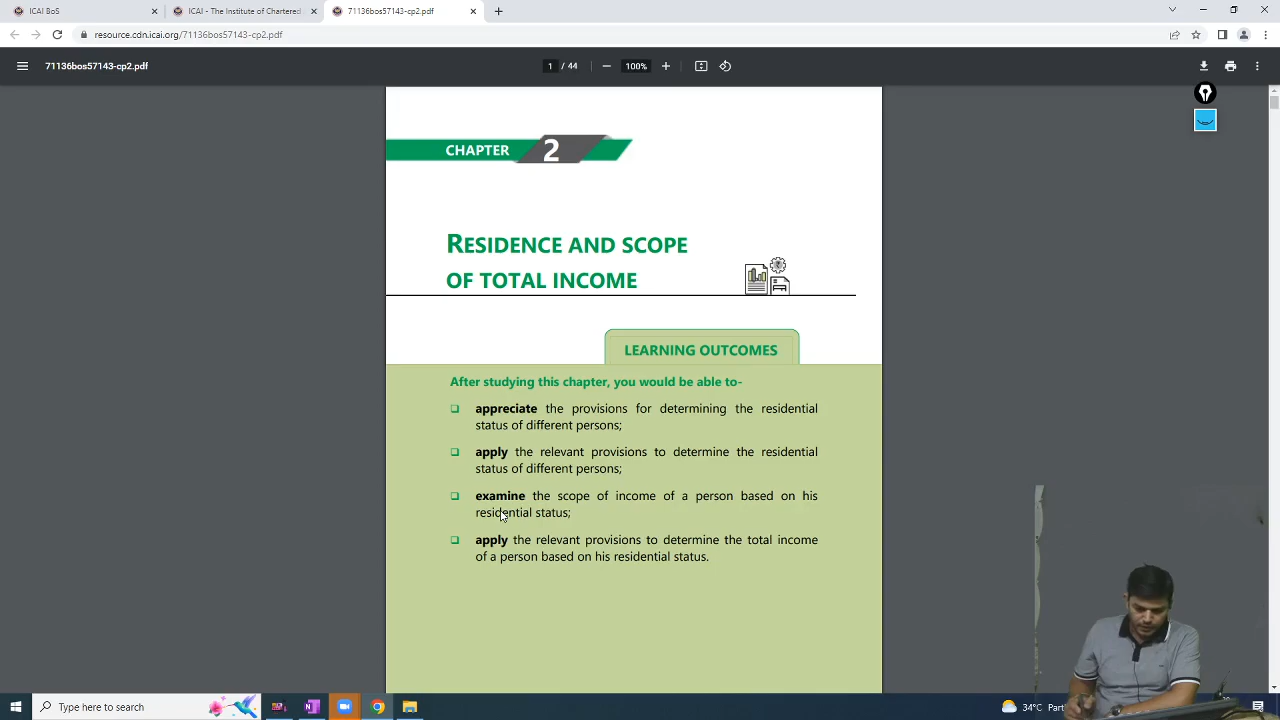 ICAI BoS
ICAI - The Institute of Chartered
71136bos57143-cp2.pdf
resource.cdn.icai.org/71136bos57143-cp2.pdf
71136bos57143-cp2.pdf
1 / 44
100%
CHAPTER 2
RESIDENCE AND SCOPE
OF TOTAL INCOME
LEARNING OUTCOMES
After studying this chapter, you would be able to-
appreciate the provisions for determining the residential
status of different persons;
apply the relevant provisions to determine the residential
status of different persons;
examine the scope of income of a person based on his
residential status;
apply the relevant provisions to determine the total income
of a person based on his residential status.
Type here to search
34°C